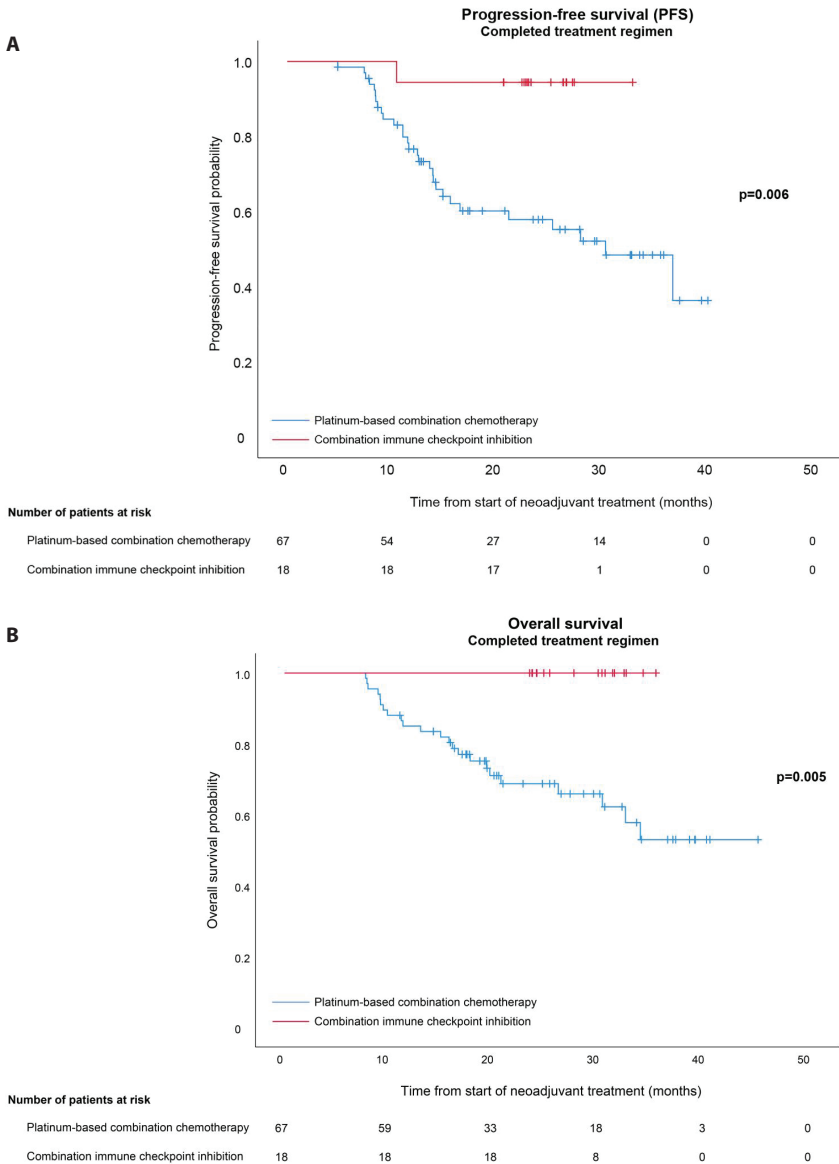 A
Progression-free survival (PFS)
Completed treatment regimen
1.0
0.8
0.6
0.4
0.2
0
Progression-free survival probability
p=0.006
Platinum-based combination chemotherapy
Combination immune checkpoint inhibition
0 10 20 30 40 50
Time from start of neoadjuvant treatment (months)
Number of patients at risk
Platinum-based combination chemotherapy 67 54 27 14 0 0
Combination immune checkpoint inhibition 18 18 17 1 0 0
B
Overall survival
Completed treatment regimen
1.0
0.8
0.6
0.4
0.2
0
Overall survival probability
p=0.005
Platinum-based combination chemotherapy
Combination immune checkpoint inhibition
0 10 20 30 40 50
Time from start of neoadjuvant treatment (months)
Number of patients at risk
Platinum-based combination chemotherapy 67 59 33 18 3 0
Combination immune checkpoint inhibition 18 18 18 8 0 0